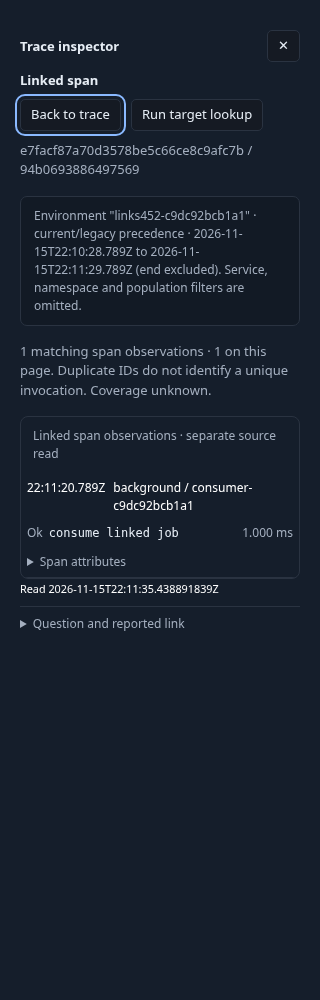 Trace inspector
✕
Linked span
Back to trace
Run target lookup
e7facf87a70d3578be5c66ce8c9afc7b /
94b0693886497569
Environment "links452-c9dc92bcb1a1" ·
current/legacy precedence · 2026-11-
15T22:10:28.789Z to 2026-11-
15T22:11:29.789Z (end excluded). Service,
namespace and population filters are
omitted.
1 matching span observations · 1 on this
page. Duplicate IDs do not identify a unique
invocation. Coverage unknown.
Linked span observations · separate source
read
22:11:20.789Z background / consumer-
c9dc92bcb1a1
Ok consume linked job 1.000 ms
▶ Span attributes
Read 2026-11-15T22:11:35.438891839Z
▶ Question and reported link